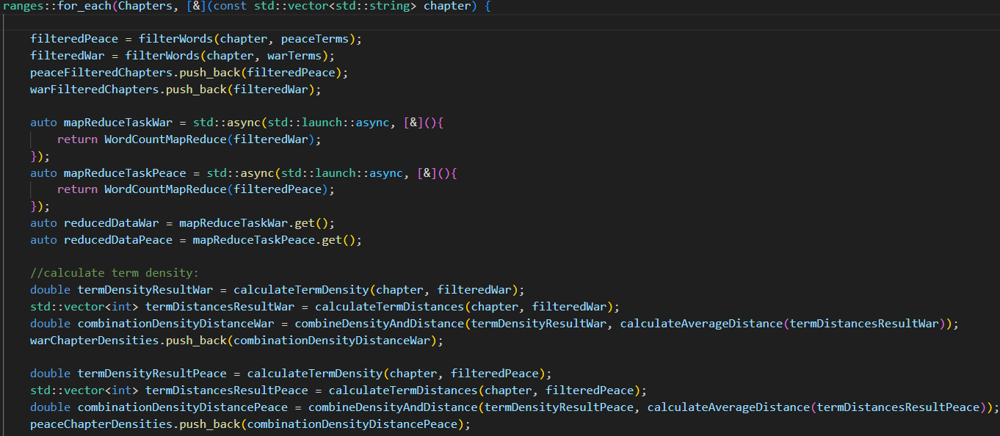 ranges::for_each(Chapters, [&](const std::vector<std::string> chapter) {
filteredPeace = filterWords(chapter, peaceTerms);
filteredWar = filterWords(chapter, warTerms);
peaceFilteredChapters.push_back(filteredPeace);
warFilteredChapters.push_back(filteredWar);
auto mapReduceTaskWar = std::async(std::launch::async, [&](){
return WordCountMapReduce(filteredWar);
});
auto mapReduceTaskPeace = std::async(std::launch::async, [&](){
return WordCountMapReduce(filteredPeace);
});
auto reducedDataWar = mapReduceTaskWar.get();
auto reducedDataPeace = mapReduceTaskPeace.get();
//calculate term density:
double termDensityResultWar = calculateTermDensity(chapter, filteredWar);
std::vector<int> termDistancesResultWar = calculateTermDistances(chapter, filteredWar);
double combinationDensityDistanceWar = combineDensityAndDistance(termDensityResultWar, calculateAverageDistance(termDistancesResultWar));
warChapterDensities.push_back(combinationDensityDistanceWar);
double termDensityResultPeace = calculateTermDensity(chapter, filteredPeace);
std::vector<int> termDistancesResultPeace = calculateTermDistances(chapter, filteredPeace);
double combinationDensityDistancePeace = combineDensityAndDistance(termDensityResultPeace, calculateAverageDistance(termDistancesResultPeace));
peaceChapterDensities.push_back(combinationDensityDistancePeace);